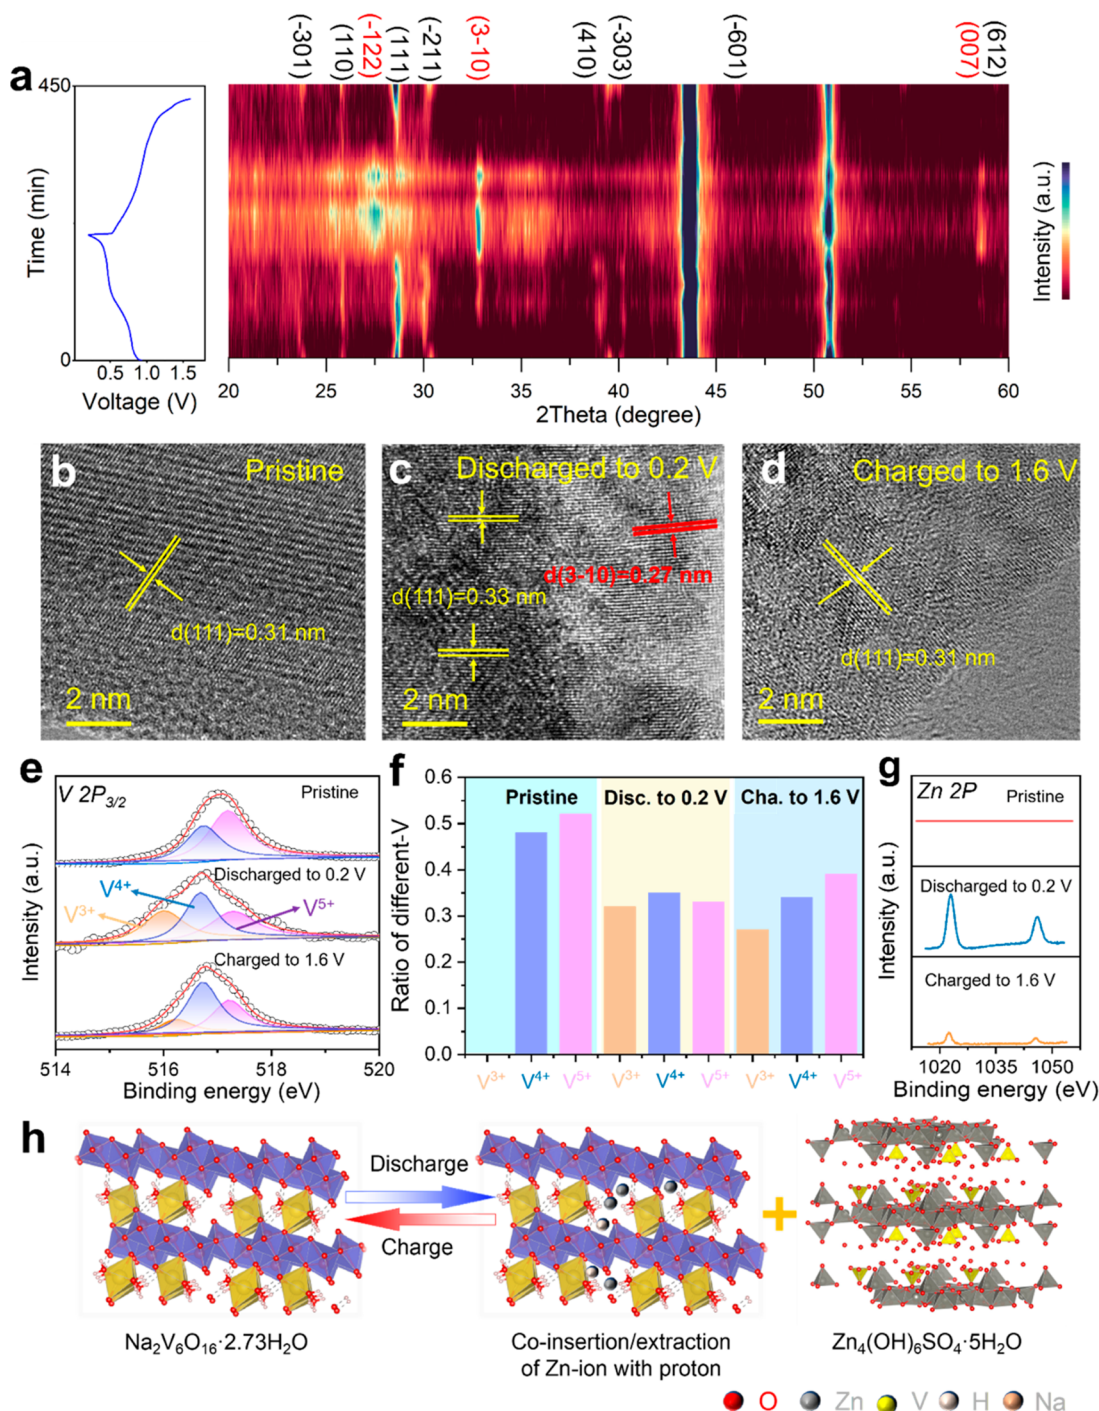 a
(-301)
(110)
(-122)
(111)
(-211)
(3-10)
(410)
(-303)
(-601)
(007)
(612)
450
Time (min)
0
0.5 1.0 1.5
Voltage (V)
20 25 30 35 40 45 50 55 60
2Theta (degree)
Intensity (a.u.)
b
Pristine
d(111)=0.31 nm
2 nm
c
Discharged to 0.2 V
d(3-10)=0.27 nm
d(111)=0.33 nm
2 nm
d
Charged to 1.6 V
d(111)=0.31 nm
2 nm
e
V 2P3/2
Pristine
Discharged to 0.2 V
V3+
V4+
V5+
Charged to 1.6 V
Intensity (a.u.)
514 516 518 520
Binding energy (eV)
f
0.6
0.5
0.4
0.3
0.2
0.1
0.0
Ratio of different-V
Pristine Disc. to 0.2 V Cha. to 1.6 V
V3+ V4+ V5+ V3+ V4+ V5+ V3+ V4+ V5+
g
Zn 2P
Pristine
Discharged to 0.2 V
Charged to 1.6 V
Intensity (a.u.)
1020 1035 1050
Binding energy (eV)
h
Discharge
Charge
+
Na2V6O16·2.73H2O
Co-insertion/extraction
of Zn-ion with proton
Zn4(OH)6SO4·5H2O
O Zn V H Na